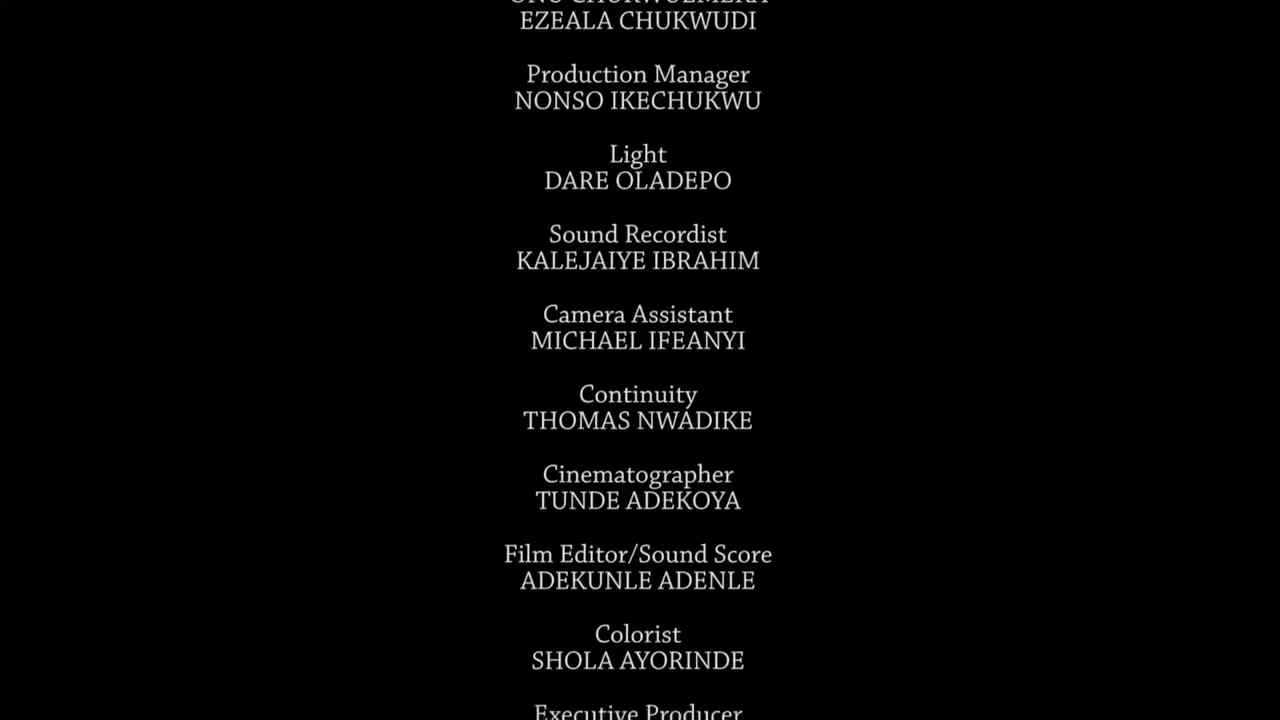 EZEALA CHUKWUDI
Production Manager
NONSO IKECHUKWU
Light
DARE OLADEPO
Sound Recordist
KALEJAIYE IBRAHIM
Camera Assistant
MICHAEL IFEANYI
Continuity
THOMAS NWADIKE
Cinematographer
TUNDE ADEKOYA
Film Editor/Sound Score
ADEKUNLE ADENLE
Colorist
SHOLA AYORINDE
Executive Producer